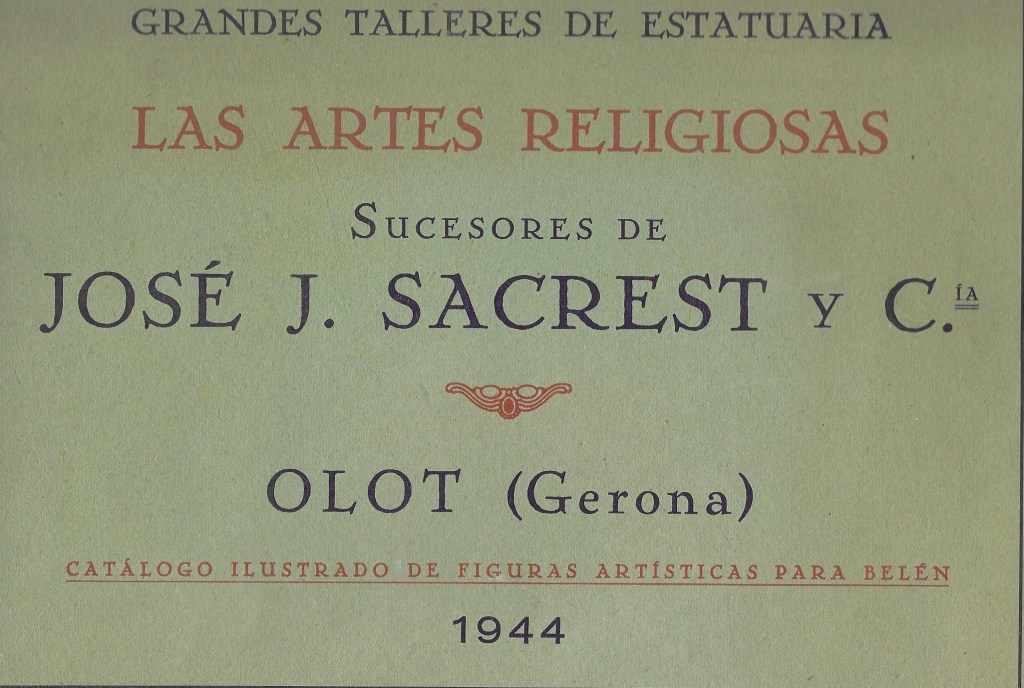 GRANDES TALLERES DE ESTATUARIA
LAS ARTES RELIGIOSAS
SUCESORES DE
JOSÉ J. SACREST Y C.ÍA
OLOT (Gerona)
CATÁLOGO ILUSTRADO DE FIGURAS ARTÍSTICAS PARA BELÉN
1944